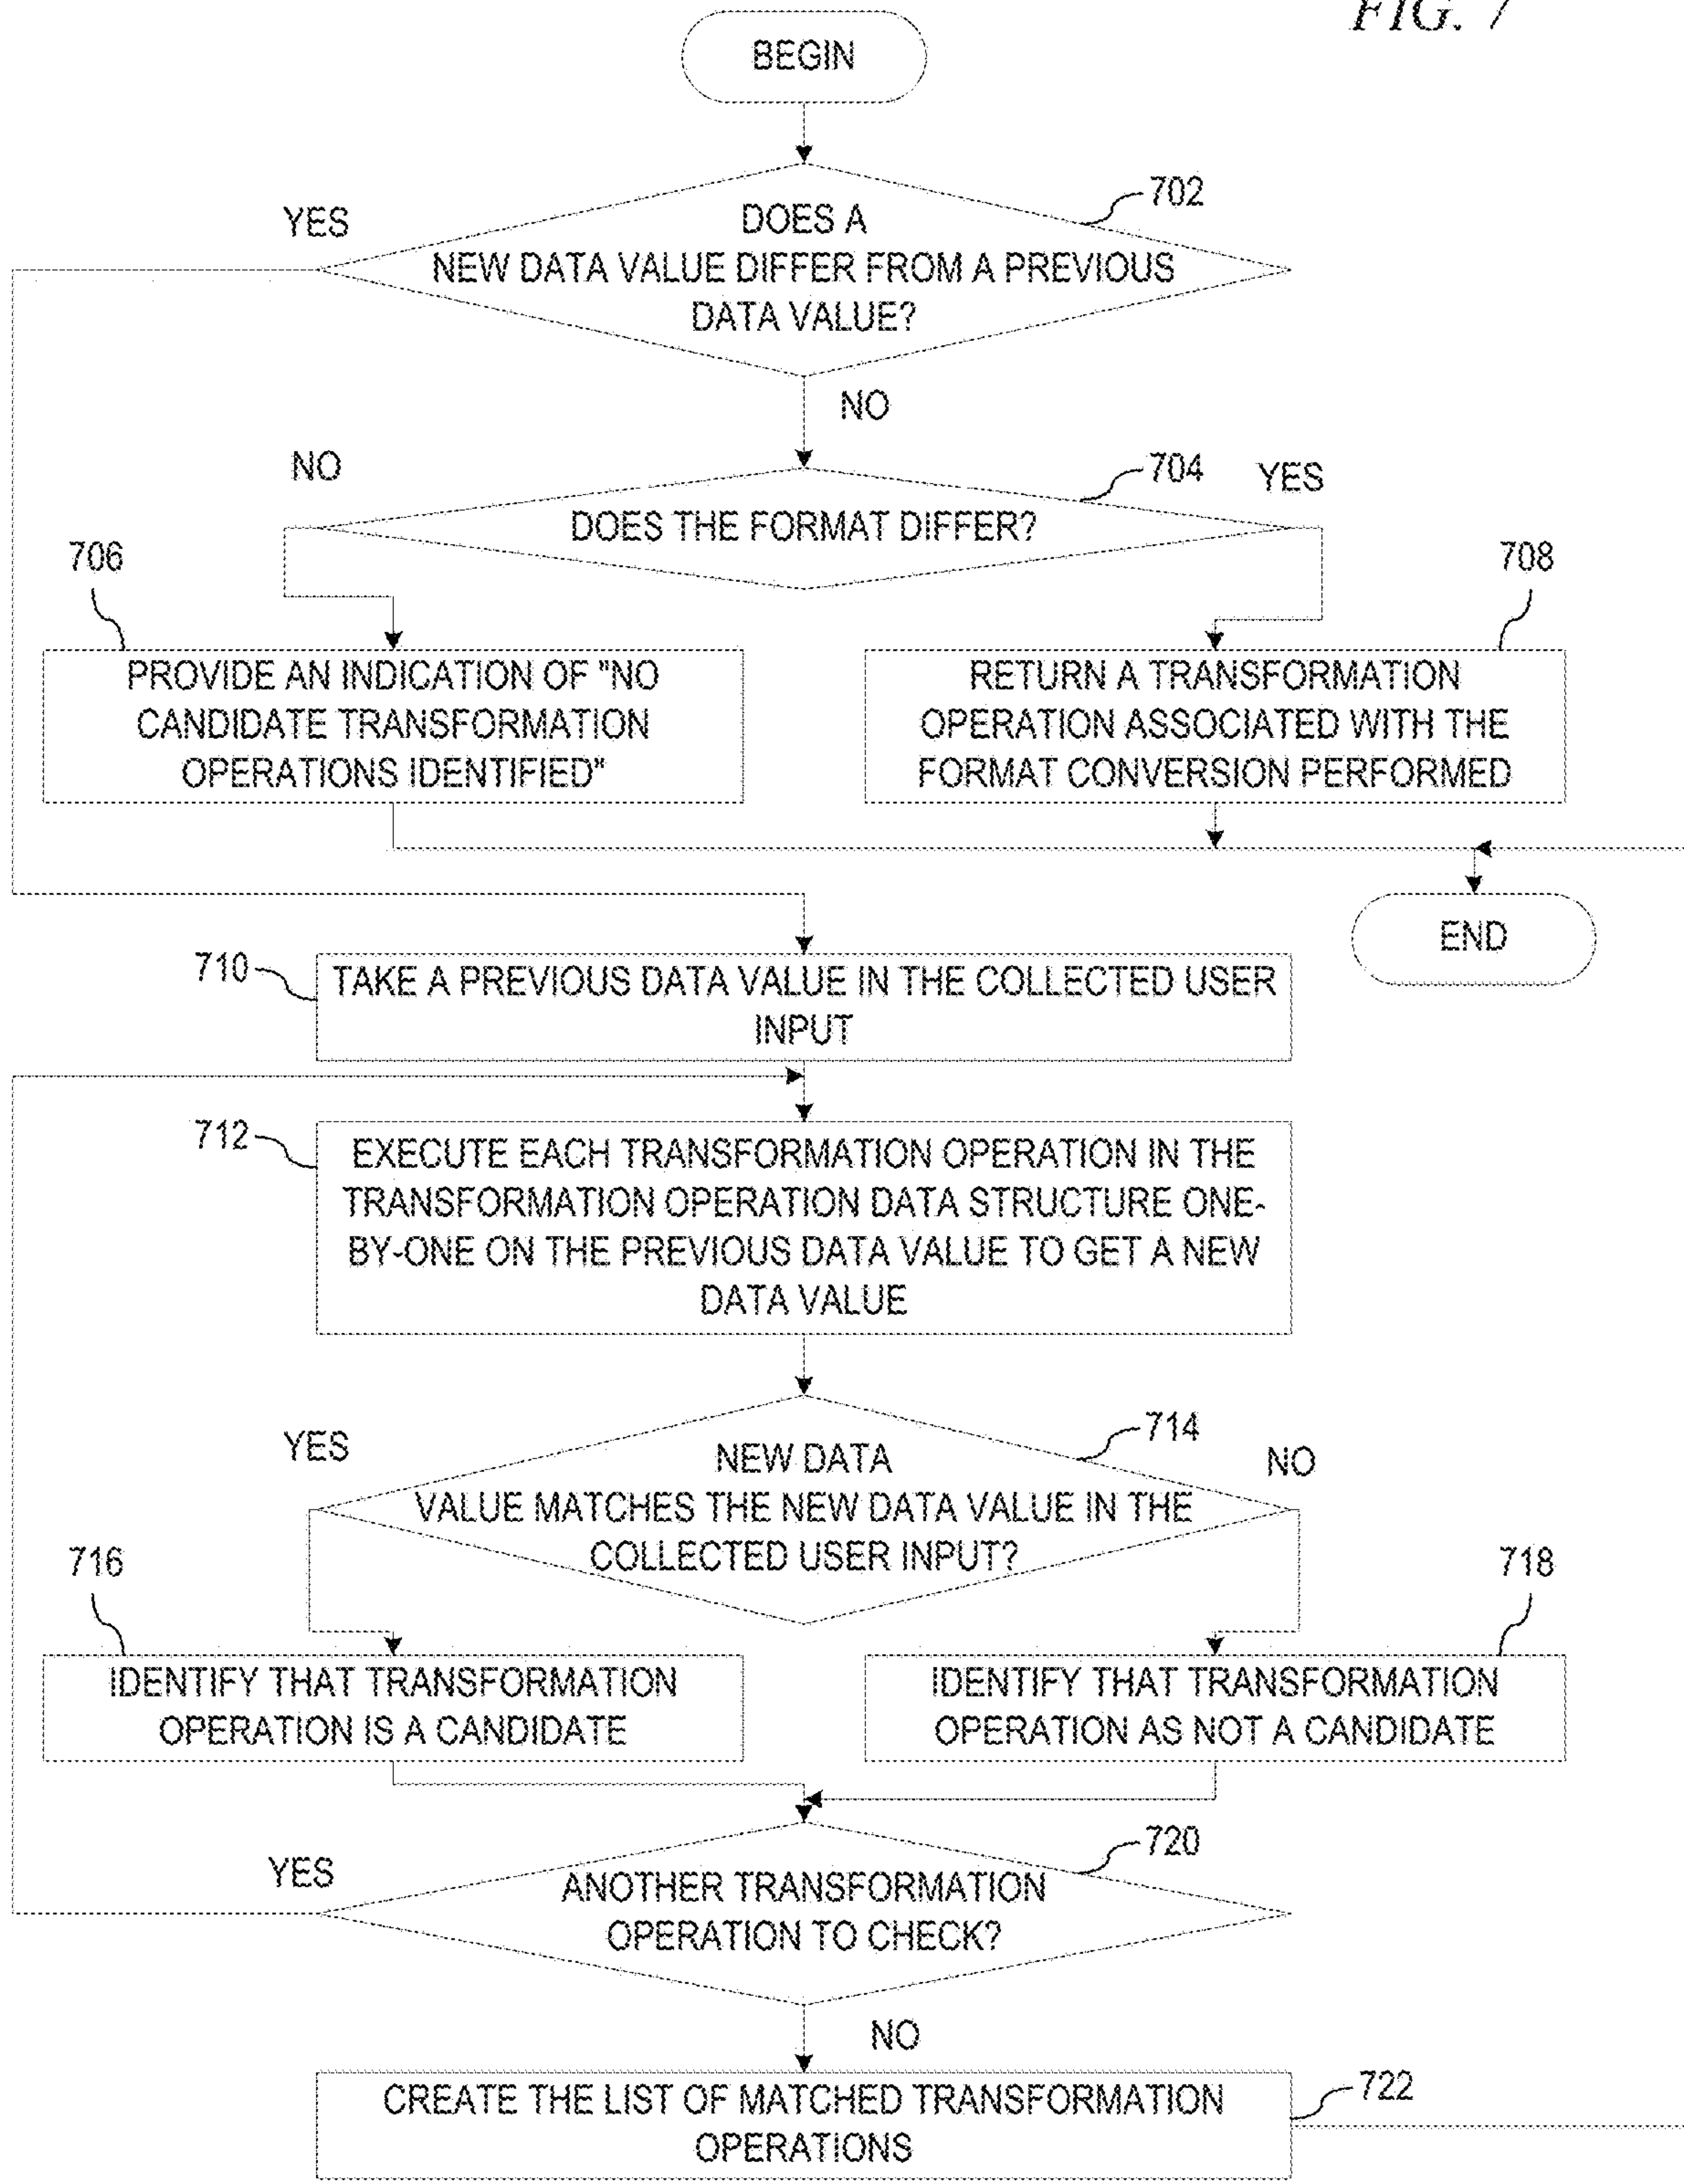 FIG. 7
BEGIN
702
YES
DOES A
NEW DATA VALUE DIFFER FROM A PREVIOUS
DATA VALUE?
NO
NO
704
YES
DOES THE FORMAT DIFFER?
706
708
PROVIDE AN INDICATION OF "NO
CANDIDATE TRANSFORMATION
OPERATIONS IDENTIFIED"
RETURN A TRANSFORMATION
OPERATION ASSOCIATED WITH THE
FORMAT CONVERSION PERFORMED
END
710
TAKE A PREVIOUS DATA VALUE IN THE COLLECTED USER
INPUT
712
EXECUTE EACH TRANSFORMATION OPERATION IN THE
TRANSFORMATION OPERATION DATA STRUCTURE ONE-
BY-ONE ON THE PREVIOUS DATA VALUE TO GET A NEW
DATA VALUE
714
YES
NO
NEW DATA
VALUE MATCHES THE NEW DATA VALUE IN THE
COLLECTED USER INPUT?
716
718
IDENTIFY THAT TRANSFORMATION
OPERATION IS A CANDIDATE
IDENTIFY THAT TRANSFORMATION
OPERATION AS NOT A CANDIDATE
720
YES
ANOTHER TRANSFORMATION
OPERATION TO CHECK?
NO
CREATE THE LIST OF MATCHED TRANSFORMATION
OPERATIONS
722